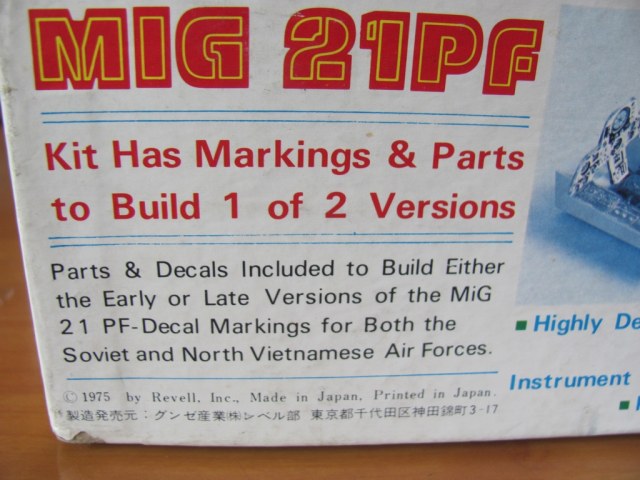 MIG 21PF
Kit Has Markings & Parts
to Build 1 of 2 Versions
Parts & Decals Included to Build Either
the Early or Late Versions of the MiG
21 PF-Decal Markings for Both the
Soviet and North Vietnamese Air Forces.
© 1975 by Revell, Inc., Made in Japan, Printed in Japan.
製造発売元：グンゼ産業㈱レベル部 東京都千代田区神田錦町3-17
Highly De
Instrument